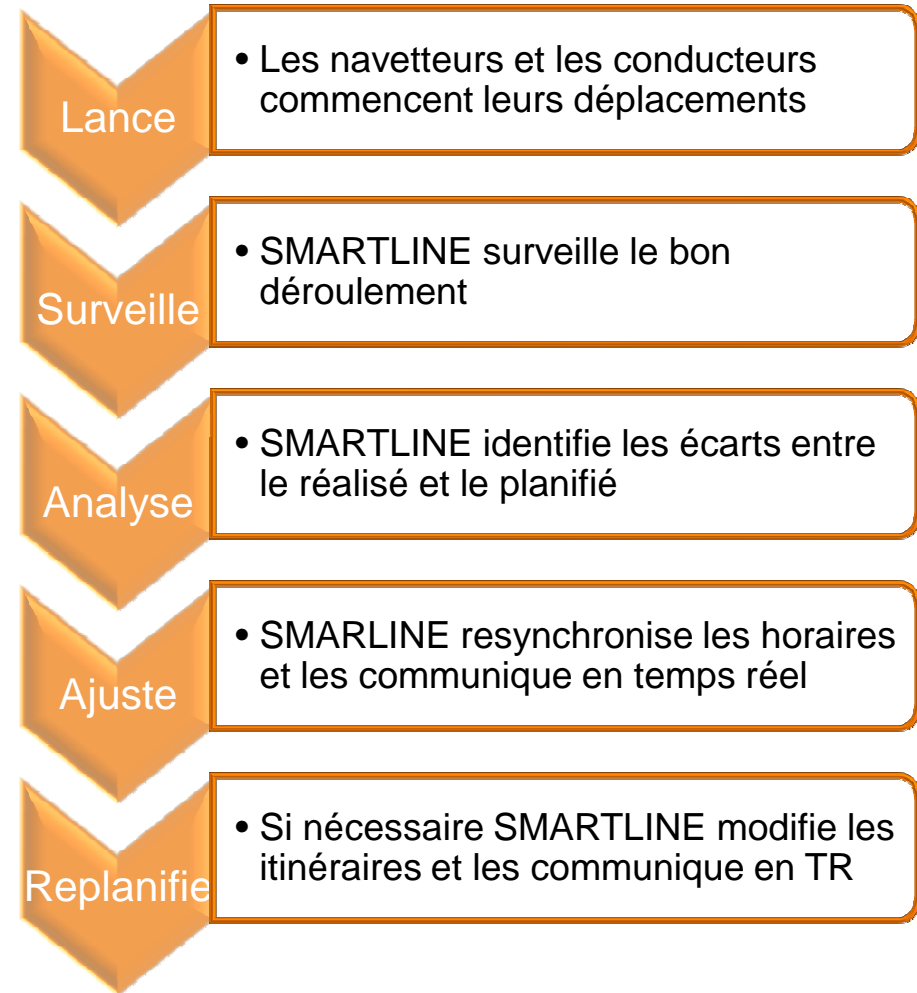 Lance
• Les navetteurs et les conducteurs
commencent leurs déplacements
Surveille
• SMARTLINE surveille le bon
déroulement
Analyse
• SMARTLINE identifie les écarts entre
le réalisé et le planifié
Ajuste
• SMARLINE resynchronise les horaires
et les communique en temps réel
Replanifie
• Si nécessaire SMARTLINE modifie les
itinéraires et les communique en TR